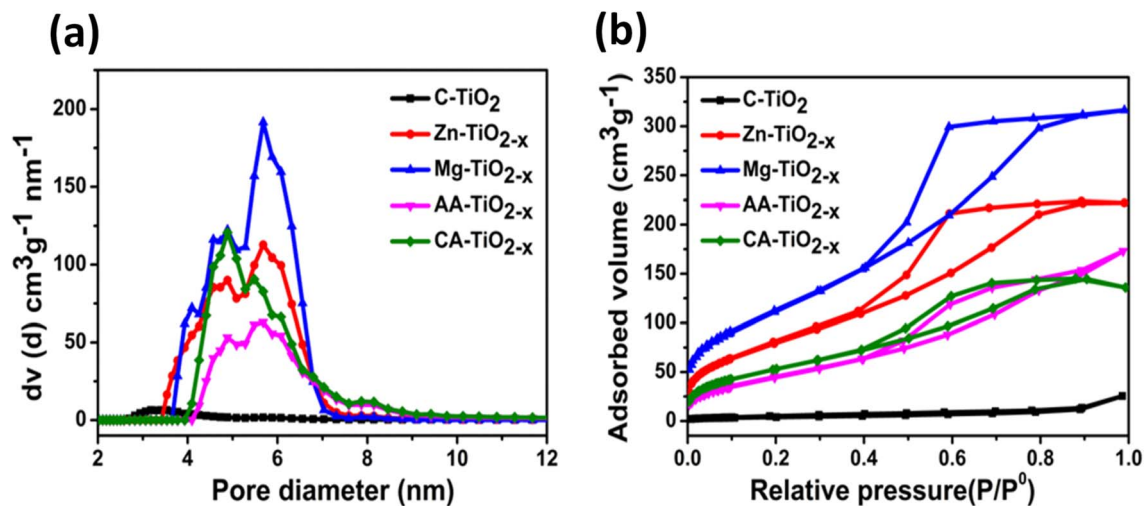 (a)
dv (d) cm³g⁻¹ nm⁻¹
200
150
100
50
0
2 4 6 8 10 12
Pore diameter (nm)
C-TiO₂
Zn-TiO₂₋ₓ
Mg-TiO₂₋ₓ
AA-TiO₂₋ₓ
CA-TiO₂₋ₓ
(b)
Adsorbed volume (cm³g⁻¹)
350
300
250
200
150
100
50
0
0.0 0.2 0.4 0.6 0.8 1.0
Relative pressure(P/P⁰)
C-TiO₂
Zn-TiO₂₋ₓ
Mg-TiO₂₋ₓ
AA-TiO₂₋ₓ
CA-TiO₂₋ₓ